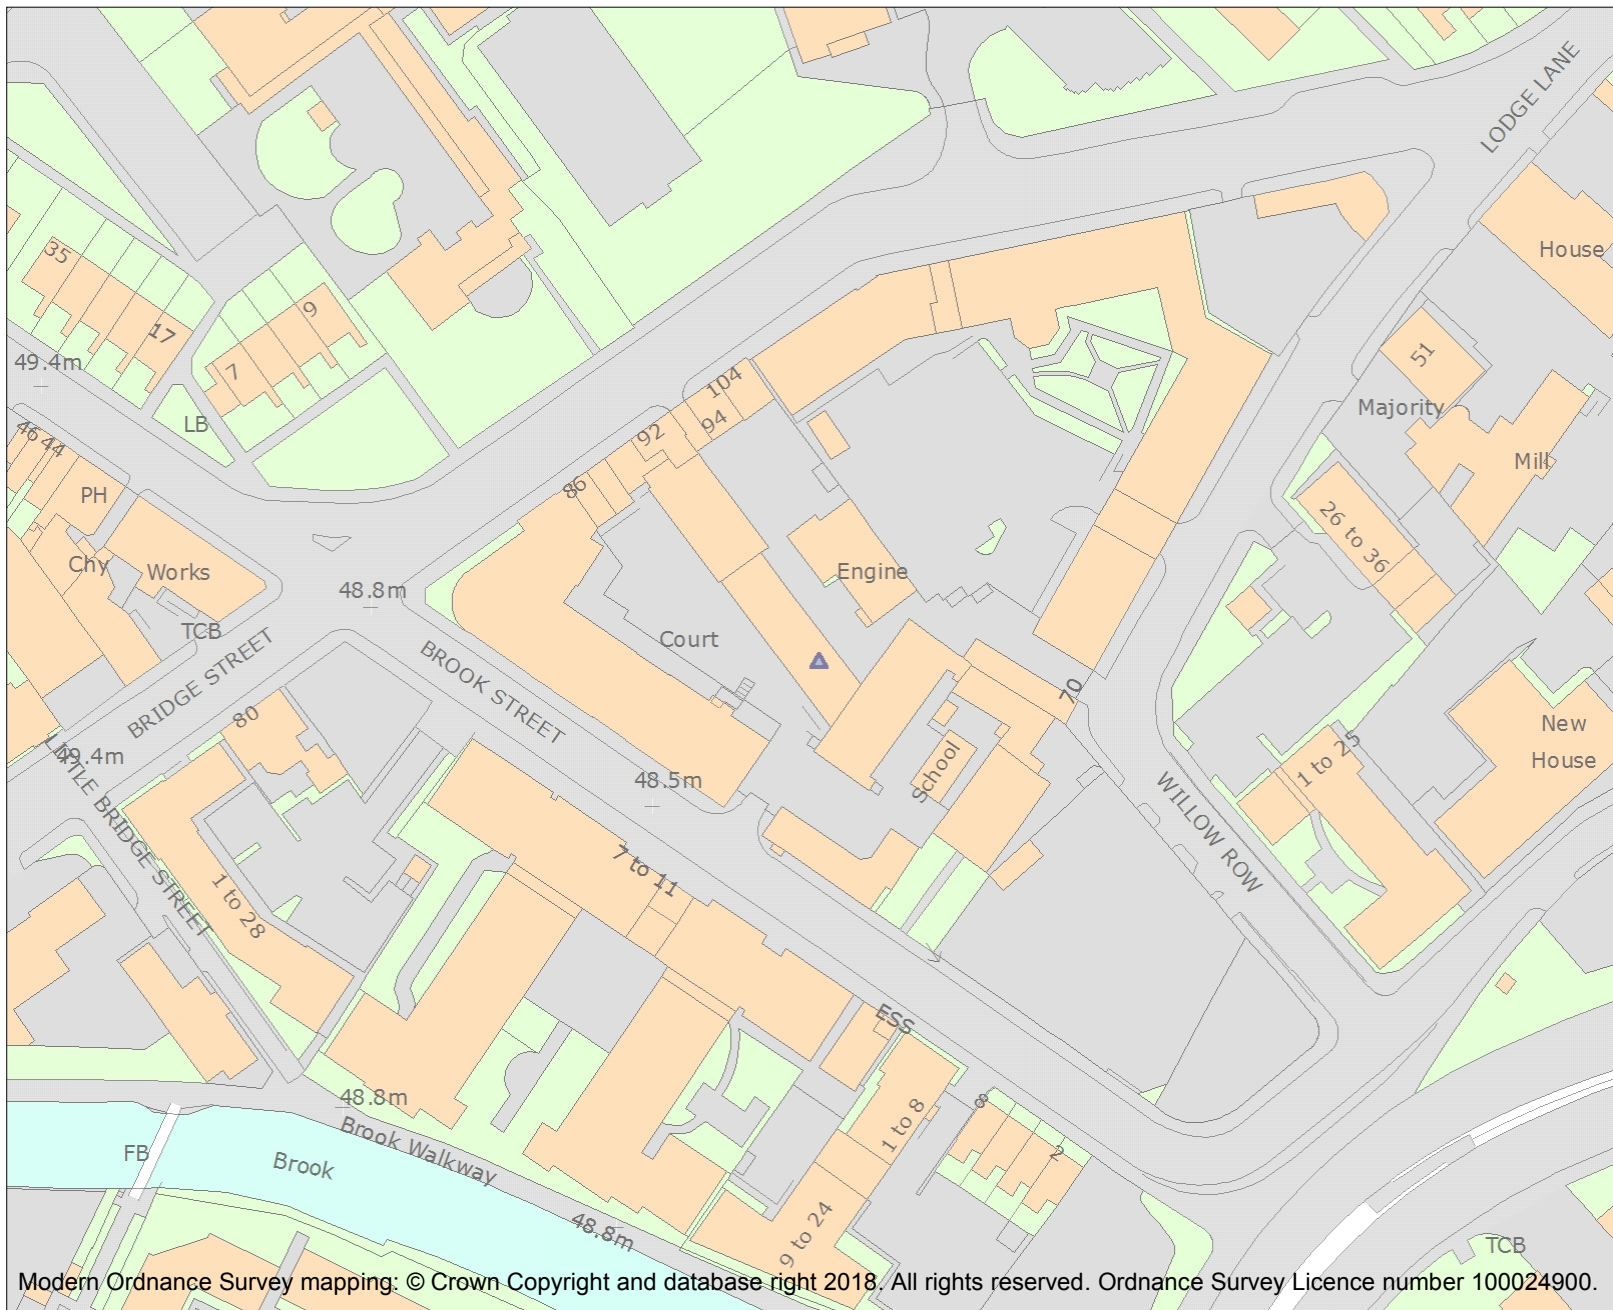 LODGE LANE
House
35
9
17
7
49.4m
51
104
Majority
94
LB
92
46
44
Mill
86
PH
26 to 36
Chy
Works
Engine
48.8m
TCB
Court
BRIDGE STREET
BROOK STREET
70
80
New
House
49.4m
1 to 25
School
48.5m
LITTLE BRIDGE STREET
WILLOW ROW
7 to 11
1 to 28
ESS
48.8m
8
1 to 8
Brook Walkway
FB
Brook
2
48.8m
9 to 24
TCB
Modern Ordnance Survey mapping: © Crown Copyright and database right 2018. All rights reserved. Ordnance Survey Licence number 100024900.